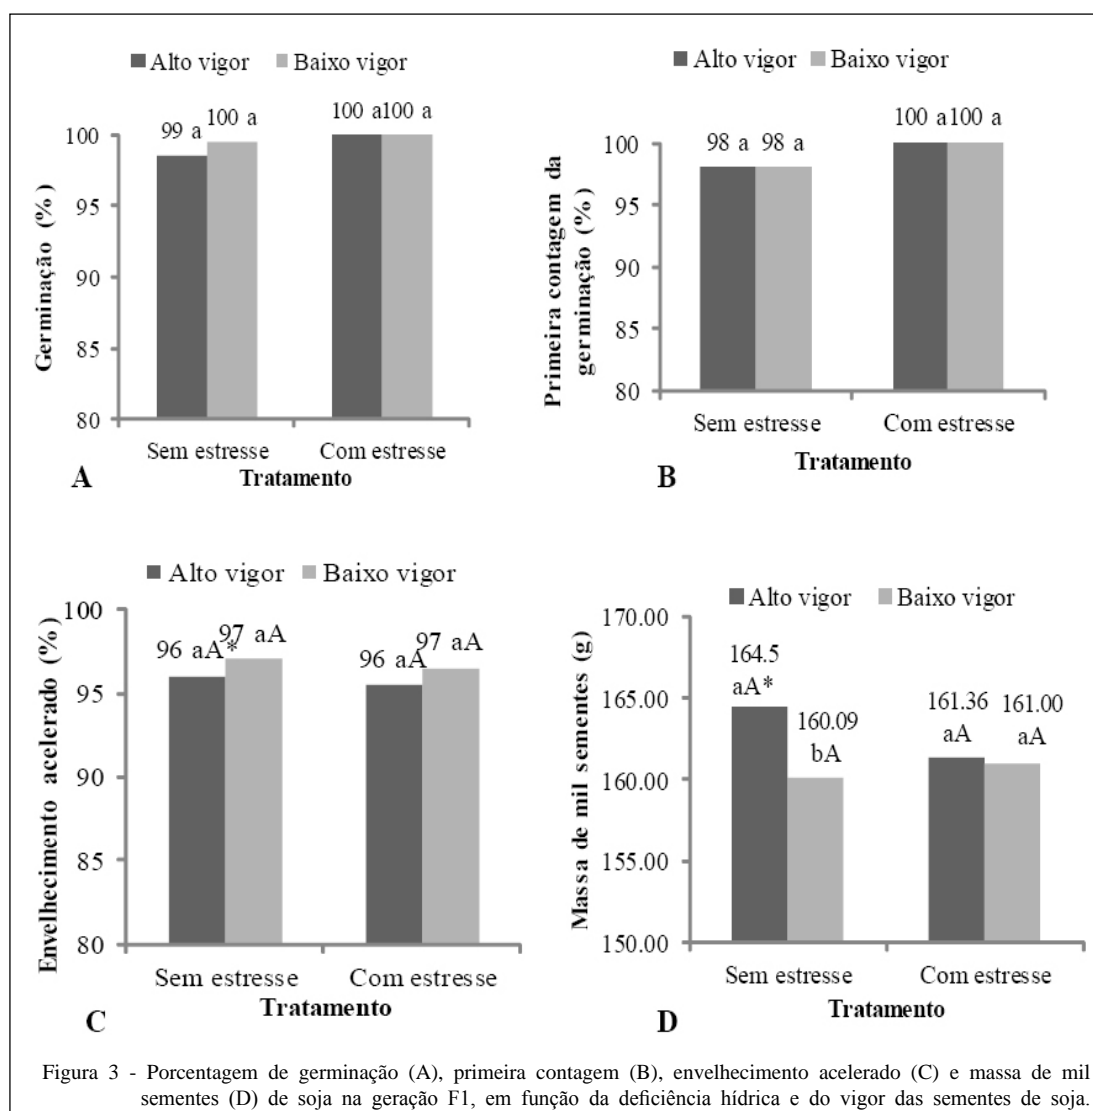 Alto vigor Baixo vigor
99 a 100 a 100 a 100 a
100
95
90
85
80
Germinação (%)
Sem estresse Com estresse
Tratamento
A
Alto vigor Baixo vigor
98 a 98 a 100 a 100 a
100
95
90
85
80
Primeira contagem da
germinação (%)
Sem estresse Com estresse
Tratamento
B
Alto vigor Baixo vigor
96 aA* 97 aA 96 aA 97 aA
100
95
90
85
80
Envelhecimento acelerado (%)
Sem estresse Com estresse
Tratamento
C
Alto vigor Baixo vigor
164.5
aA*
160.09
bA
161.36
aA
161.00
aA
170.00
165.00
160.00
155.00
150.00
Massa de mil sementes (g)
Sem estresse Com estresse
Tratamento
D
Figura 3 - Porcentagem de germinação (A), primeira contagem (B), envelhecimento acelerado (C) e massa de mil
sementes (D) de soja na geração F1, em função da deficiência hídrica e do vigor das sementes de soja.